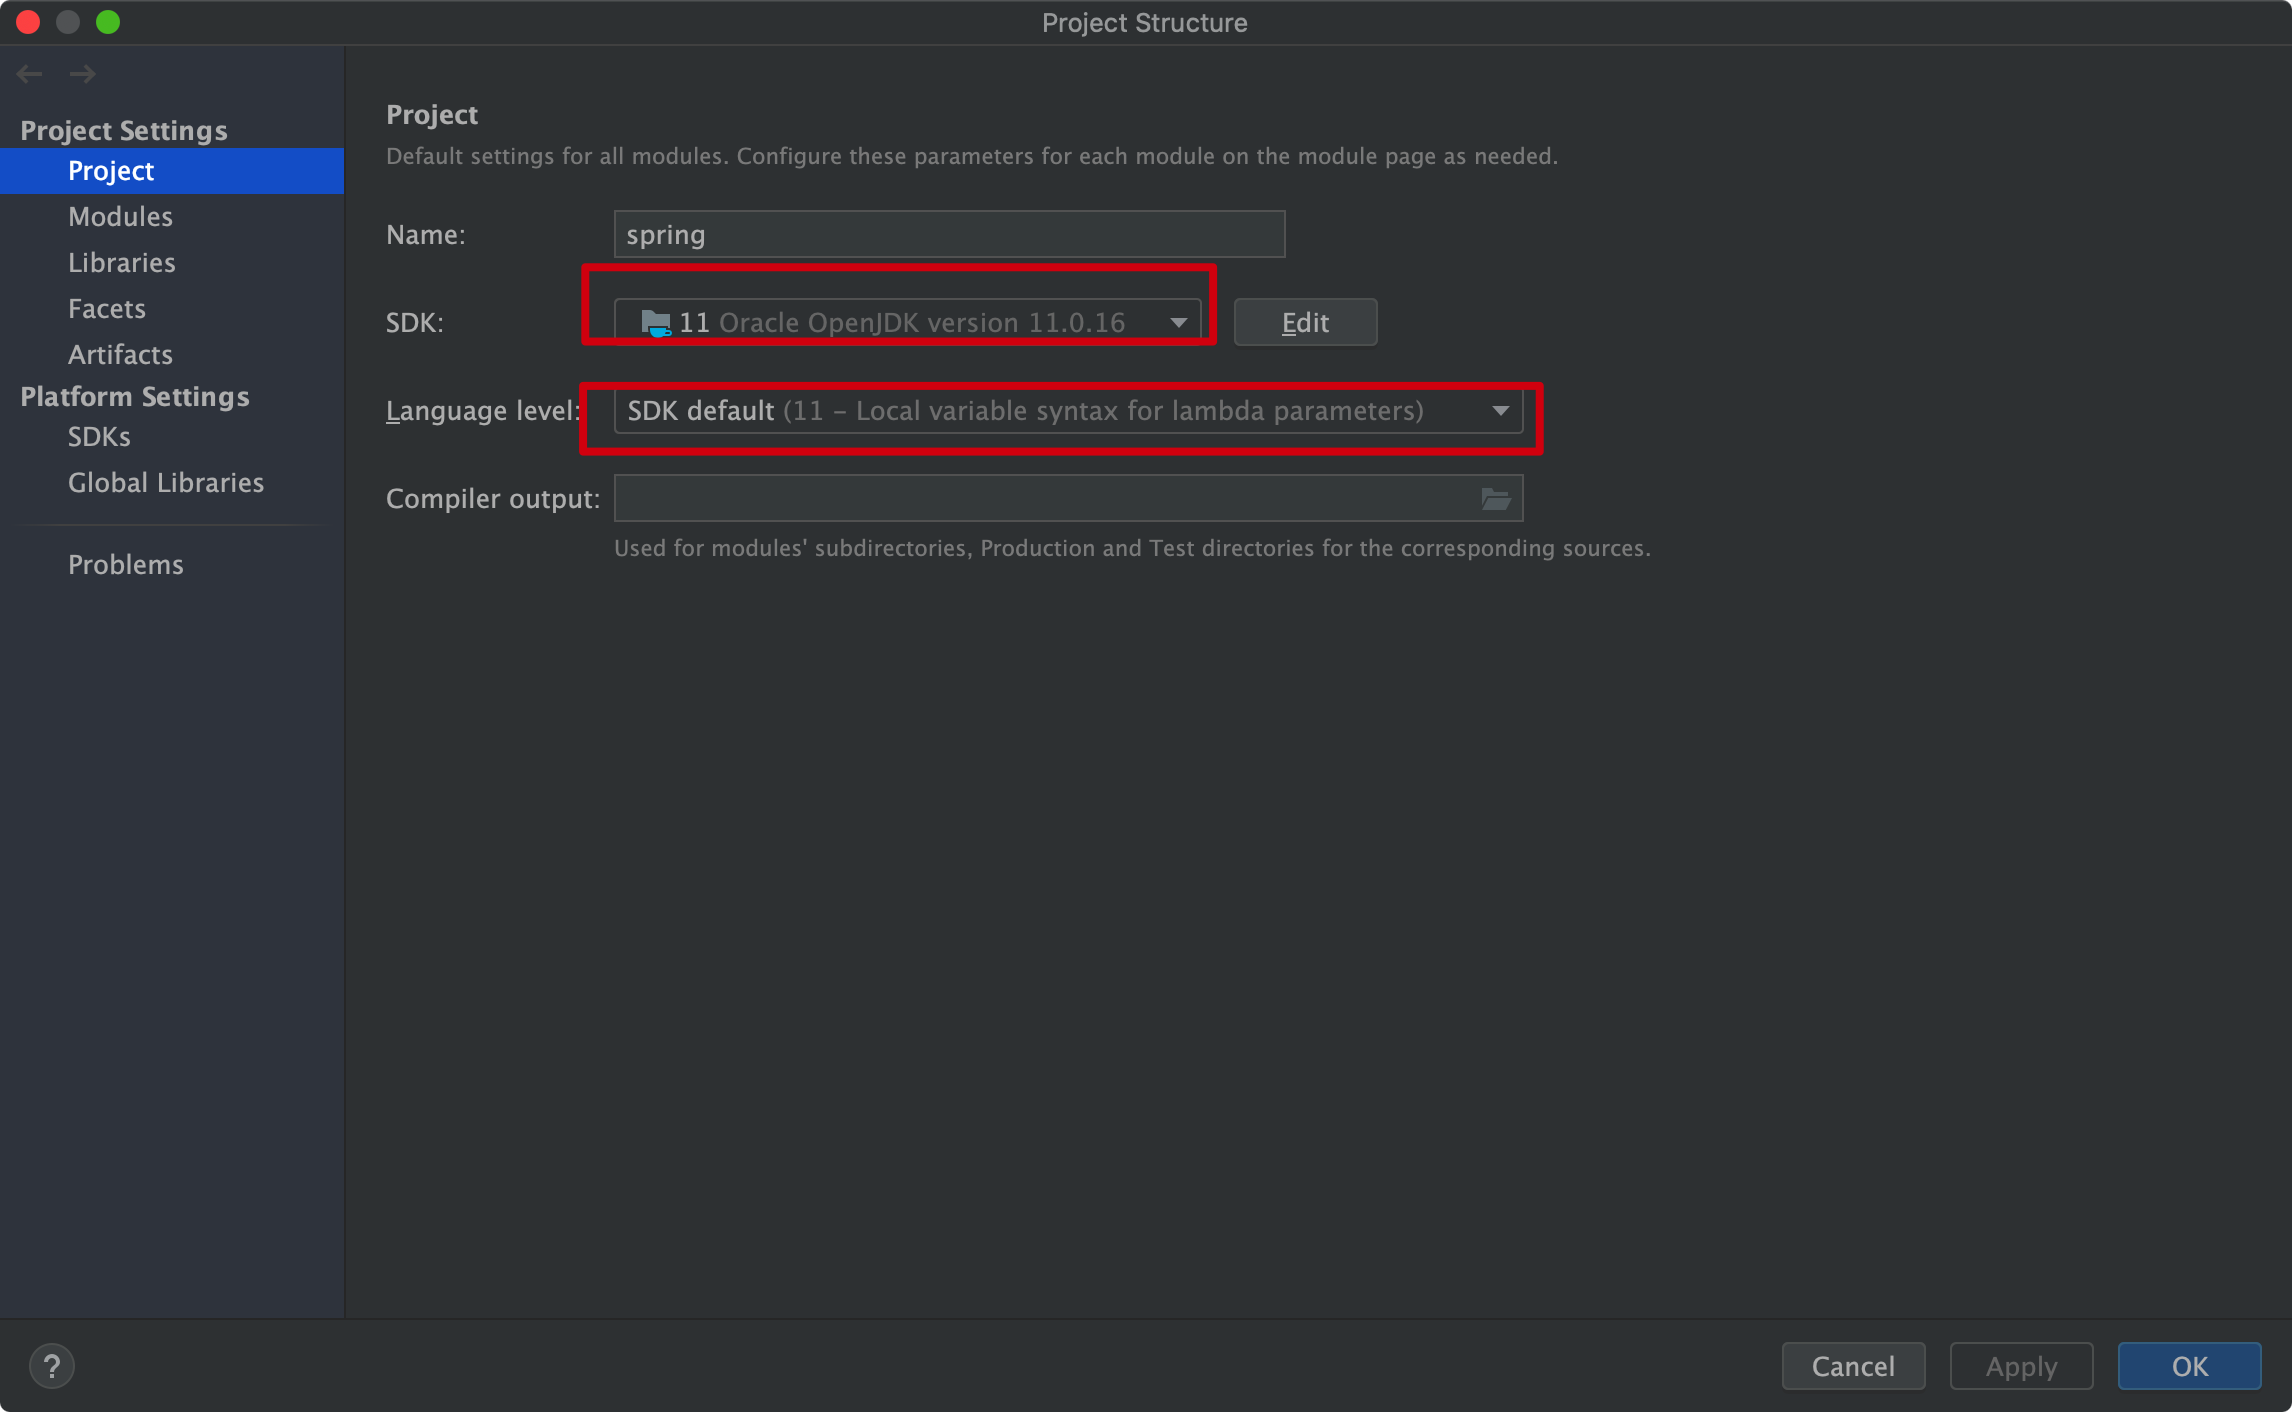 Project Structure
Project Settings
Project
Modules
Libraries
Facets
Artifacts
Platform Settings
SDKs
Global Libraries
Problems
Project
Default settings for all modules. Configure these parameters for each module on the module page as needed.
Name: spring
SDK: 11 Oracle OpenJDK version 11.0.16 Edit
Language level: SDK default (11 – Local variable syntax for lambda parameters)
Compiler output:
Used for modules' subdirectories, Production and Test directories for the corresponding sources.
? Cancel Apply OK